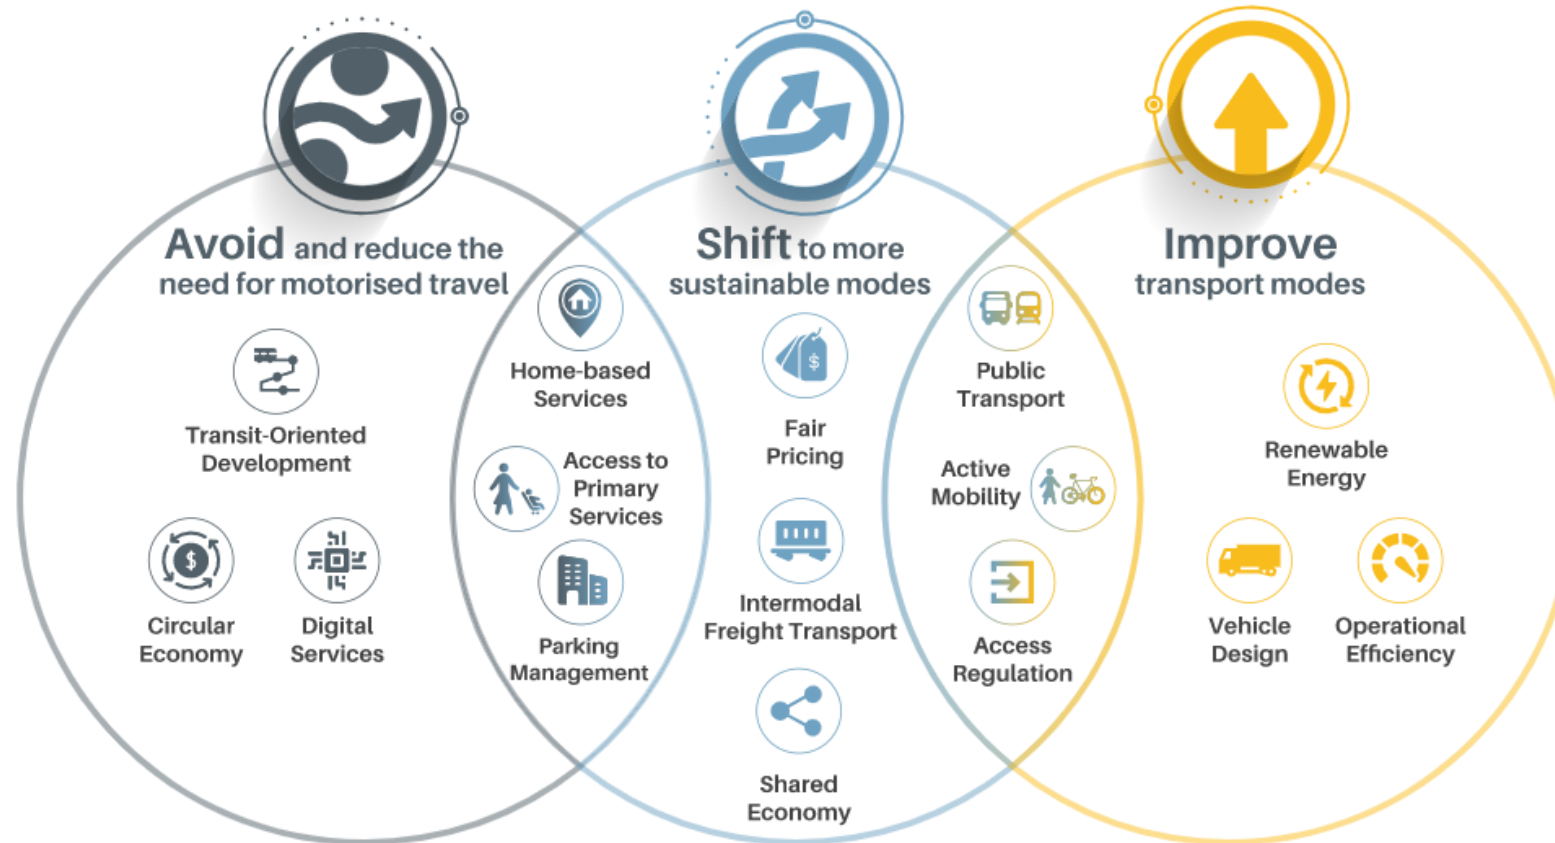 Avoid and reduce the
need for motorised travel
Transit-Oriented
Development
Circular
Economy
Digital
Services
Home-based
Services
Access to
Primary
Services
Parking
Management
Shift to more
sustainable modes
$
Fair
Pricing
Intermodal
Freight Transport
Shared
Economy
Public
Transport
Active
Mobility
Access
Regulation
Improve
transport modes
Renewable
Energy
Vehicle
Design
Operational
Efficiency
$